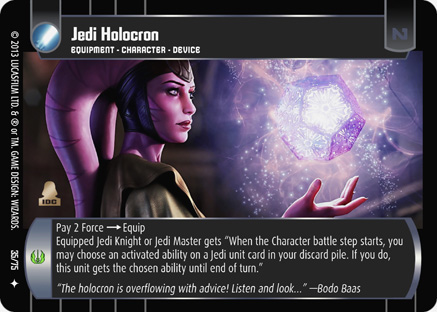 Jedi Holocron
EQUIPMENT - CHARACTER - DEVICE
N
© 2013 LUCASFILM LTD. & ® or TM. GAME DESIGN: WIZARDS.
IDC
35/75
Pay 2 Force → Equip
Equipped Jedi Knight or Jedi Master gets "When the Character battle step starts, you
may choose an activated ability on a Jedi unit card in your discard pile. If you do,
this unit gets the chosen ability until end of turn."
"The holocron is overflowing with advice! Listen and look..." —Bodo Baas